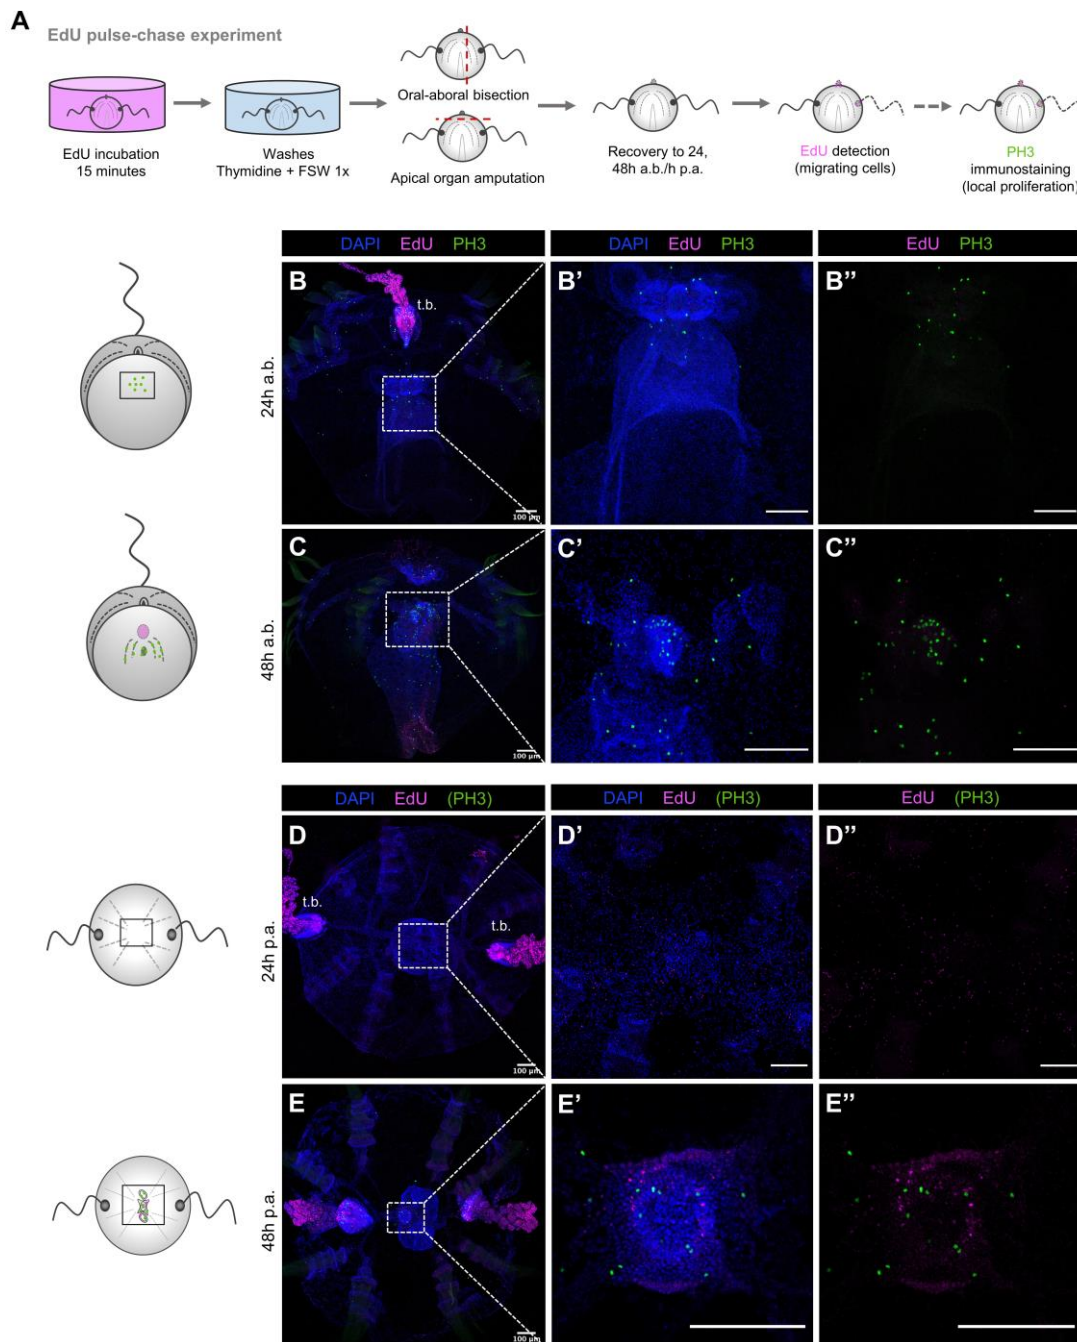 A
EdU pulse-chase experiment
EdU incubation
15 minutes
Washes
Thymidine + FSW 1x
Oral-aboral bisection
Apical organ amputation
Recovery to 24,
48h a.b./h p.a.
EdU detection
(migrating cells)
PH3
immunostaining
(local proliferation)
DAPI EdU PH3
DAPI EdU PH3
EdU PH3
24h a.b.
B
t.b.
100 µm
B'
B''
48h a.b.
C
100 µm
C'
C''
DAPI EdU (PH3)
DAPI EdU (PH3)
EdU (PH3)
24h p.a.
D
t.b.
t.b.
100 µm
D'
D''
48h p.a.
E
100 µm
E'
E''